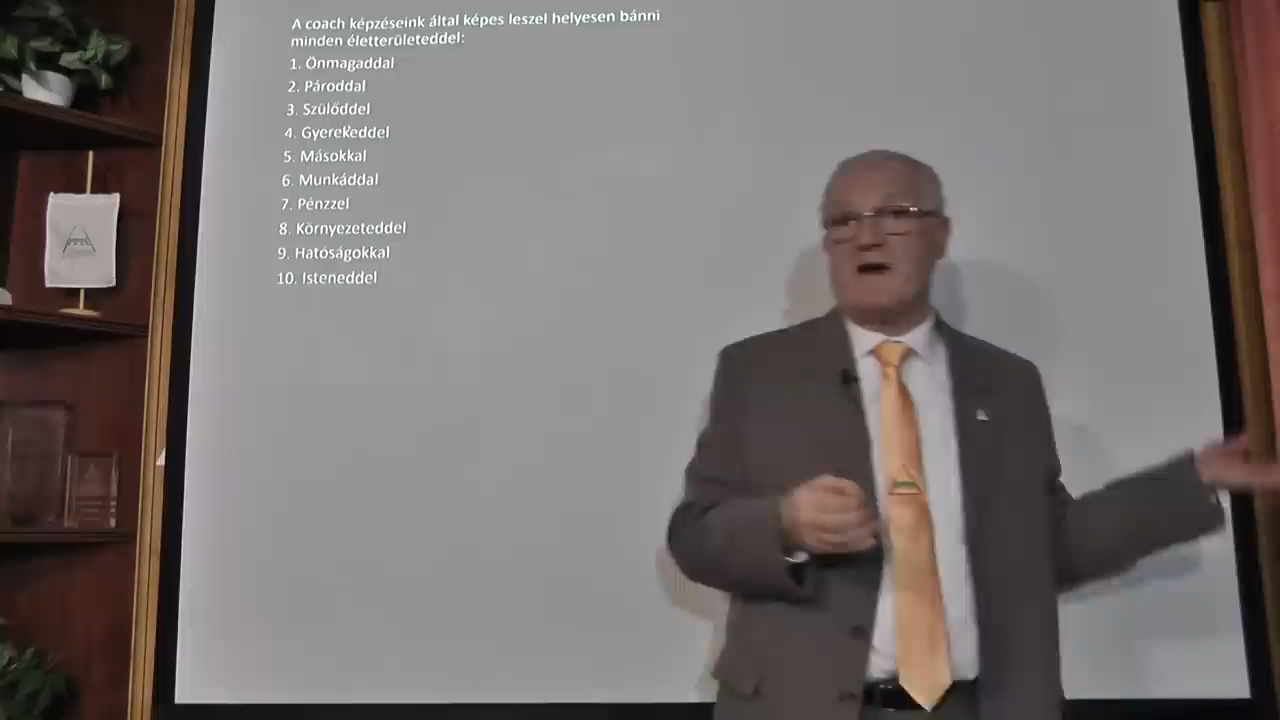 A coach képzéseink által képes leszel helyesen bánni
minden életterületeddel:
1. Önmagaddal
2. Pároddal
3. Szülőddel
4. Gyerekeddel
5. Másokkal
6. Munkáddal
7. Pénzzel
8. Környezeteddel
9. Hatóságokkal
10. Isteneddel